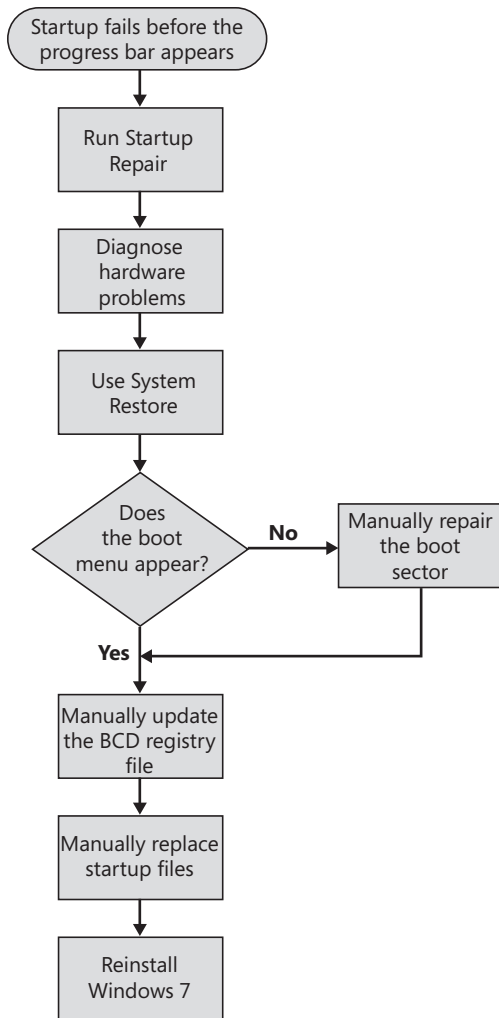 Startup fails before the
progress bar appears
Run Startup
Repair
Diagnose
hardware
problems
Use System
Restore
Does
the boot
menu appear?
No
Manually repair
the boot
sector
Yes
Manually update
the BCD registry
file
Manually replace
startup files
Reinstall
Windows 7